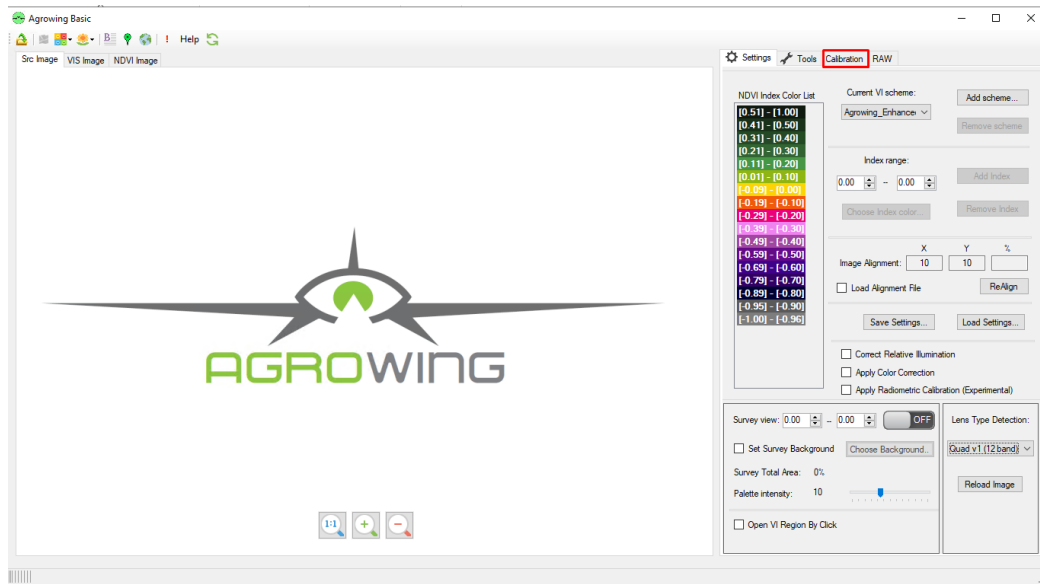 Agrowing Basic
Help
Src Image VIS Image NDVI Image
Settings Tools Calibration RAW
NDVI Index Color List
[0.51] - [1.00]
[0.41] - [0.50]
[0.31] - [0.40]
[0.21] - [0.30]
[0.11] - [0.20]
[0.01] - [0.10]
[-0.09] - [0.00]
[-0.19] - [-0.10]
[-0.29] - [-0.20]
[-0.39] - [-0.30]
[-0.49] - [-0.40]
[-0.59] - [-0.50]
[-0.69] - [-0.60]
[-0.79] - [-0.70]
[-0.89] - [-0.80]
[-0.95] - [-0.90]
[-1.00] - [-0.96]
Current VI scheme:
Add scheme...
Agrowing_Enhance
Remove scheme
Index range:
0.00 -- 0.00 Add Index
Choose Index color... Remove Index
X Y %
Image Alignment: 10 10
Load Alignment File ReAlign
Save Settings... Load Settings...
Correct Relative Illumination
Apply Color Correction
Apply Radiometric Calibration (Experimental)
AGROWING
Survey view: 0.00 -- 0.00 OFF
Set Survey Background Choose Background..
Survey Total Area: 0%
Palette intensity: 10
Open VI Region By Click
Lens Type Detection:
Quad v1 (12 band)
Reload Image
1:1